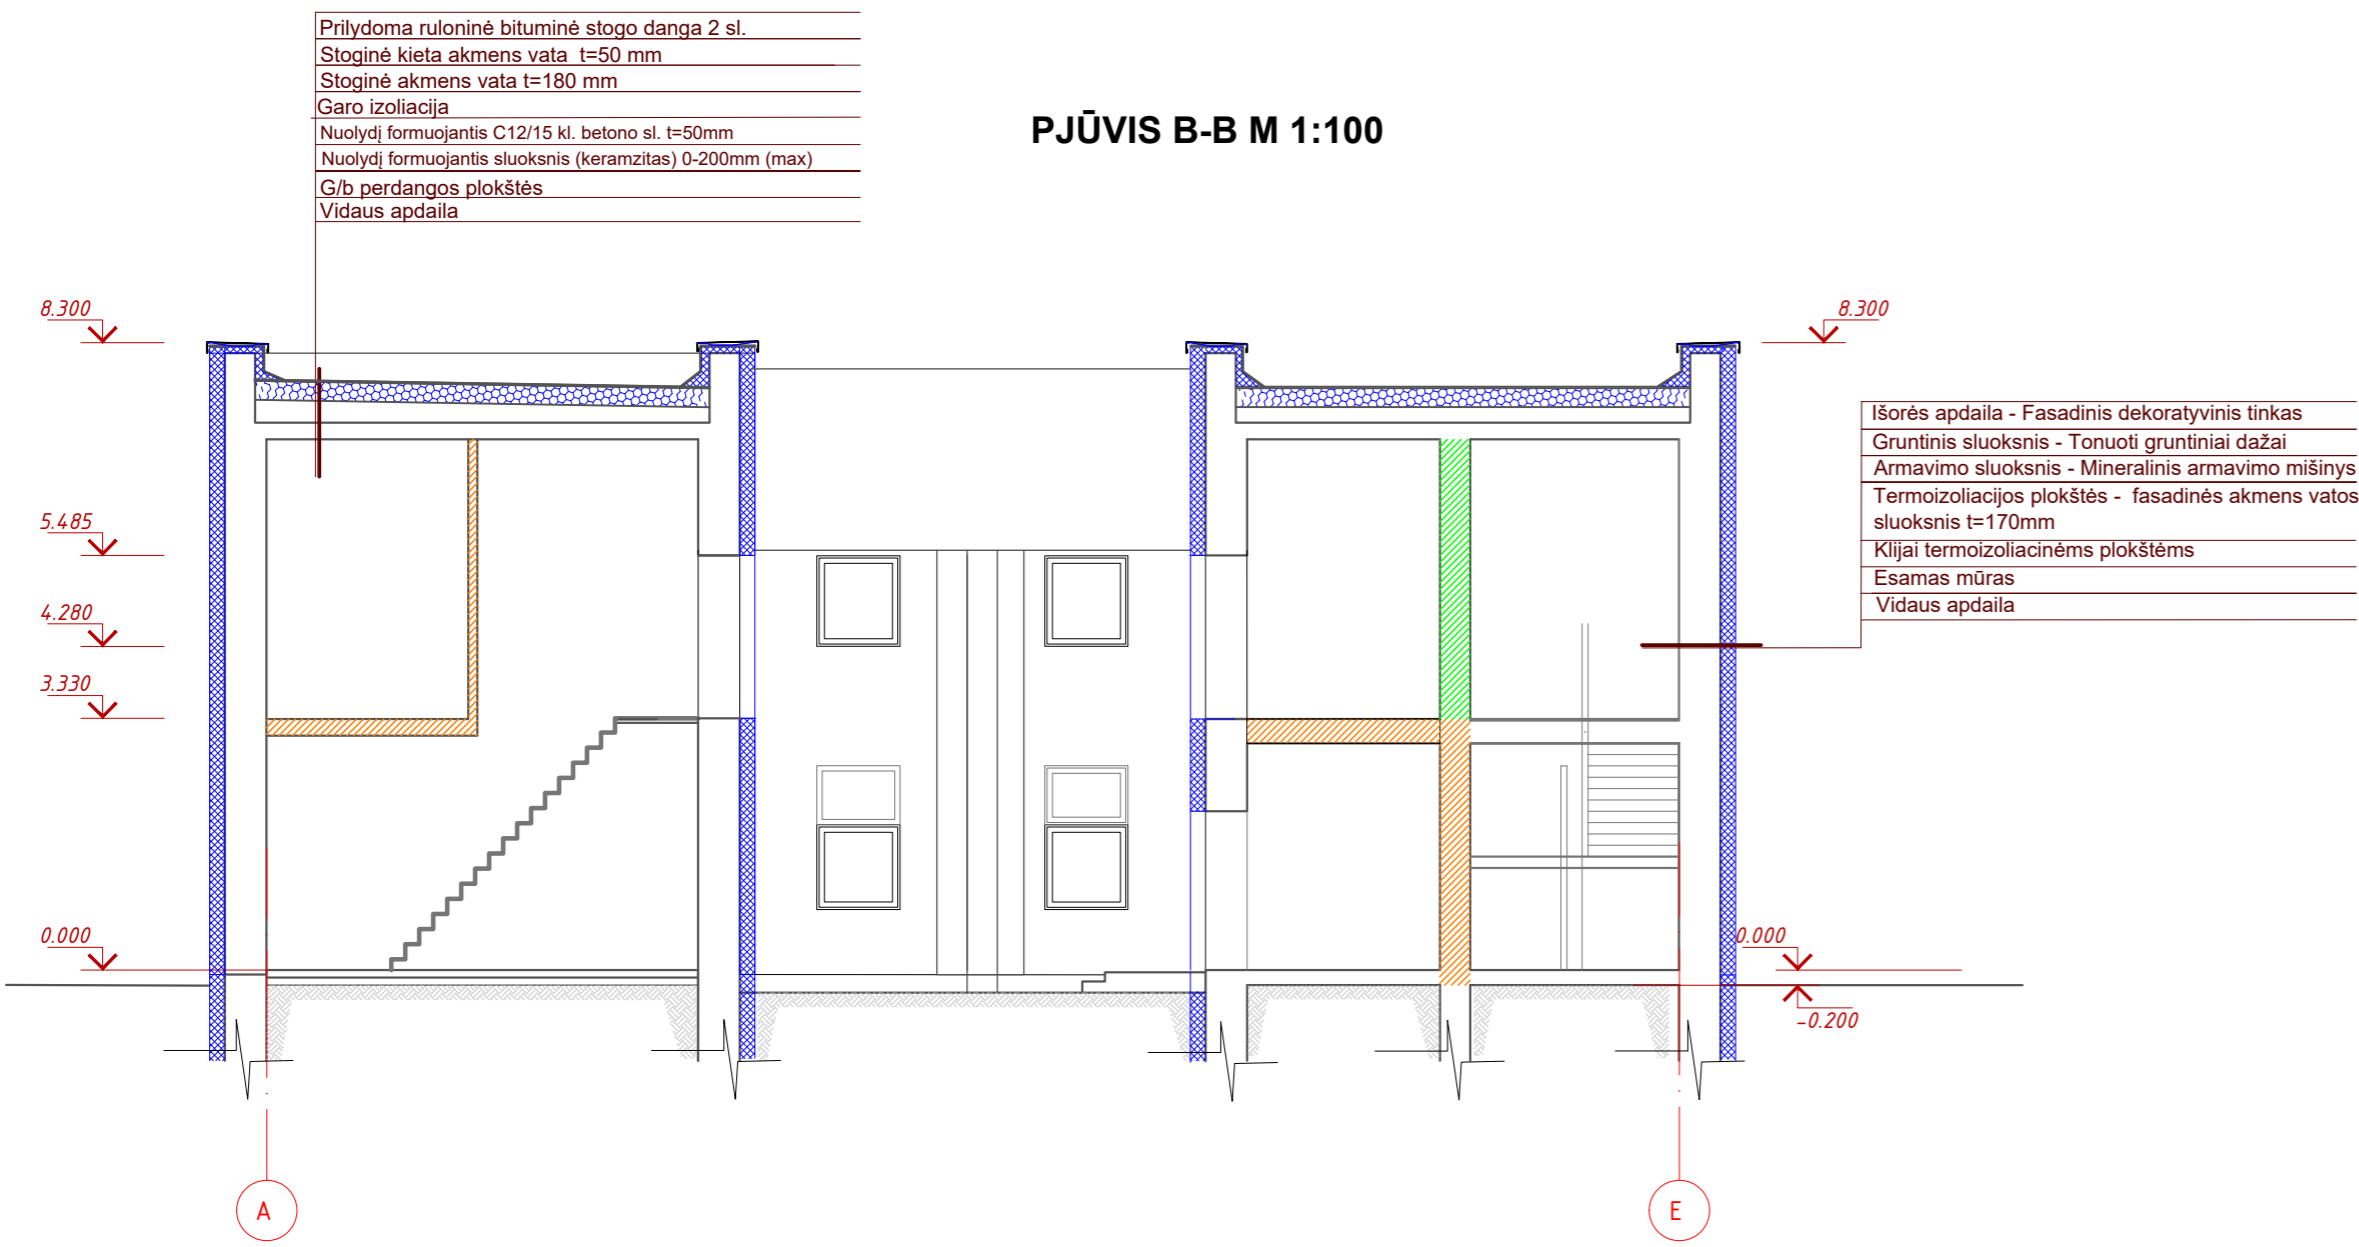 Prilydoma ruloninė bituminė stogo danga 2 sl.
Stoginė kieta akmens vata t=50 mm
Stoginė akmens vata t=180 mm
Garo izoliacija
Nuolydį formuojantis C12/15 kl. betono sl. t=50mm
Nuolydį formuojantis sluoksnis (keramzitas) 0-200mm (max)
G/b perdangos plokštės
Vidaus apdaila
PJŪVIS B-B M 1:100
8.300
5.485
4.280
3.330
0.000
8.300
Išorės apdaila - Fasadinis dekoratyvinis tinkas
Gruntinis sluoksnis - Tonuoti gruntiniai dažai
Armavimo sluoksnis - Mineralinis armavimo mišinys
Termoizoliacijos plokštės - fasadinės akmens vatos
sluoksnis t=170mm
Klijai termoizoliacinėms plokštėms
Esamas mūras
Vidaus apdaila
0.000
-0.200
A
E